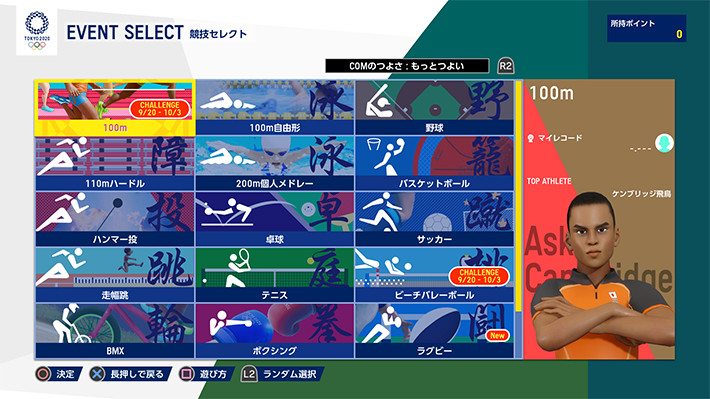 TOKYO 2020
EVENT SELECT 競技セレクト
所持ポイント
0
COMのつよさ：もっとつよい R2
CHALLENGE
9/20 - 10/3
100m
泳
100m自由形
野
野球
障
110mハードル
泳
200m個人メドレー
籠
バスケットボール
投
ハンマー投
卓
卓球
蹴
サッカー
跳
走幅跳
庭
テニス
CHALLENGE
9/20 - 10/3
ビーチバレーボール
輪
BMX
拳
ボクシング
闘
New
ラグビー
100m
マイレコード
-.---
TOP ATHLETE
ケンブリッジ飛鳥
Aska
Cambridge
決定 長押しで戻る 遊び方 L2 ランダム選択